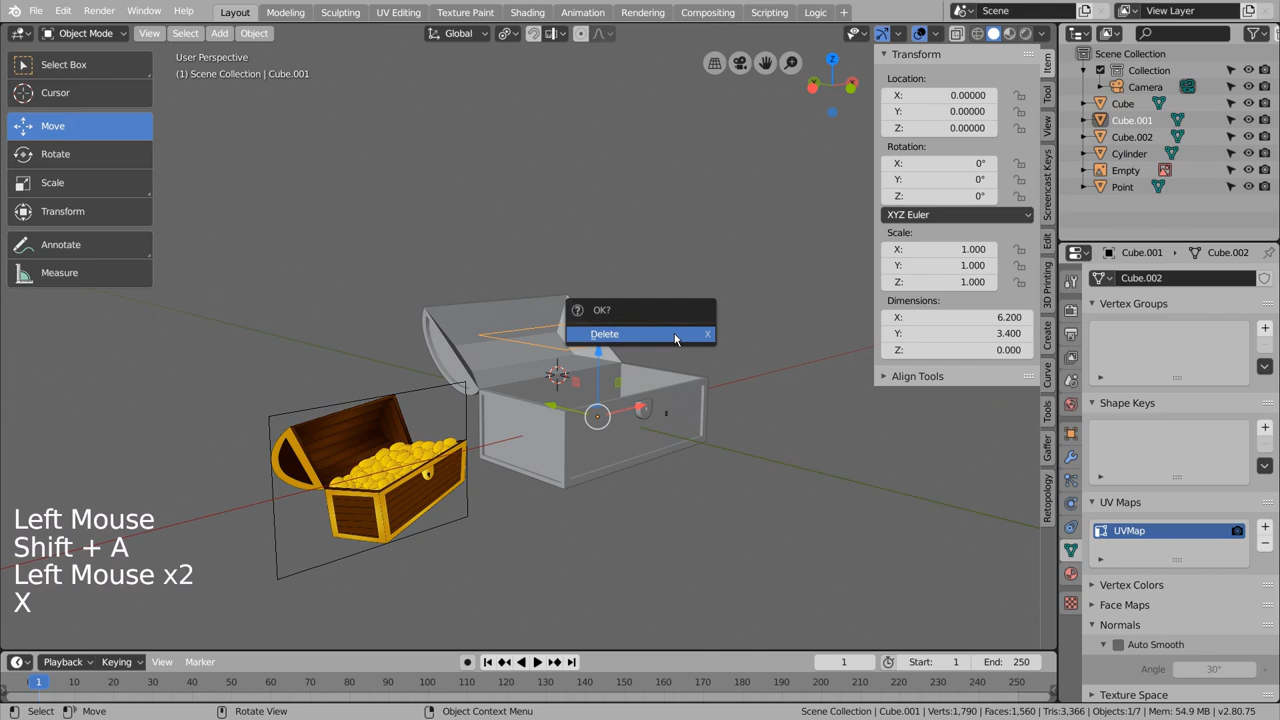 File Edit Render Window Help Layout Modeling Sculpting UV Editing Texture Paint Shading Animation Rendering Compositing Scripting Logic + Scene View Layer
Object Mode View Select Add Object Global
User Perspective
(1) Scene Collection | Cube.001
Select Box
Cursor
Move
Rotate
Scale
Transform
Annotate
Measure
OK?
Delete X
Left Mouse
Shift + A
Left Mouse x2
X
Transform
Location:
X: 0.00000
Y: 0.00000
Z: 0.00000
Rotation:
X: 0°
Y: 0°
Z: 0°
XYZ Euler
Scale:
X: 1.000
Y: 1.000
Z: 1.000
Dimensions:
X: 6.200
Y: 3.400
Z: 0.000
Align Tools
Item
Tool
View
Screencast Keys
Edit
3D Printing
Create
Curve
Tools
Gaffer
Retopology
Scene Collection
Collection
Camera
Cube
Cube.001
Cube.002
Cylinder
Empty
Point
Cube.001 Cube.002
Cube.002
Vertex Groups
Shape Keys
UV Maps
UVMap
Vertex Colors
Face Maps
Normals
Auto Smooth
Angle 30°
Texture Space
Playback Keying View Marker 1 Start: 1 End: 250
1 10 20 30 40 50 60 70 80 90 100 110 120 130 140 150 160 170 180 190 200 210 220 230 240 250
Select Move Rotate View Object Context Menu Scene Collection | Cube.001 | Verts:1,790 | Faces:1,560 | Tris:3,366 | Objects:1/7 | Mem: 54.9 MB | v2.80.75